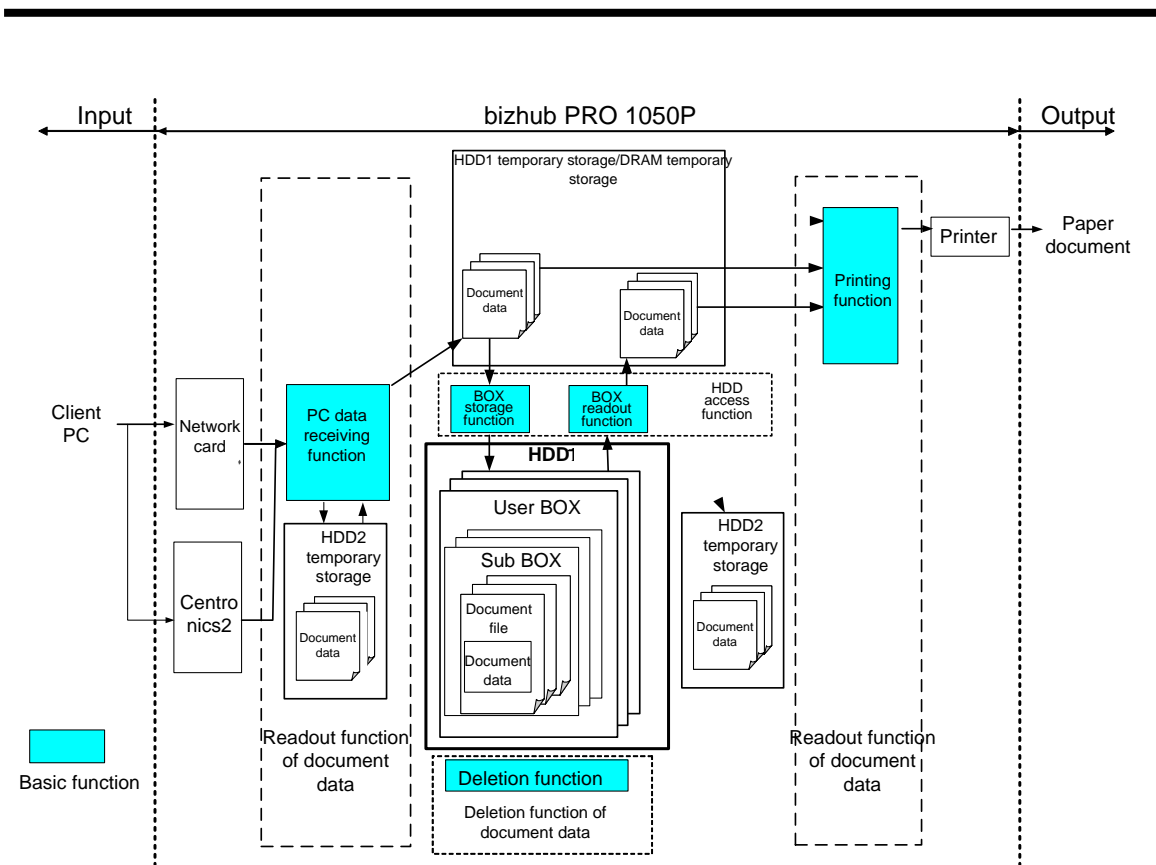 Input
bizhub PRO 1050P
Output
HDD1 temporary storage/DRAM temporary
storage
Document
data
Document
data
Printing
function
Printer
Paper
document
HDD
access
function
BOX
storage
function
BOX
readout
function
Client
PC
Network
card
PC data
receiving
function
HDD1
User BOX
Sub BOX
Document
file
Document
data
HDD2
temporary
storage
Document
data
HDD2
temporary
storage
Document
data
Centro
nics2
Readout function
of document
data
Readout function
of document
data
Basic function
Deletion function
Deletion function of
document data